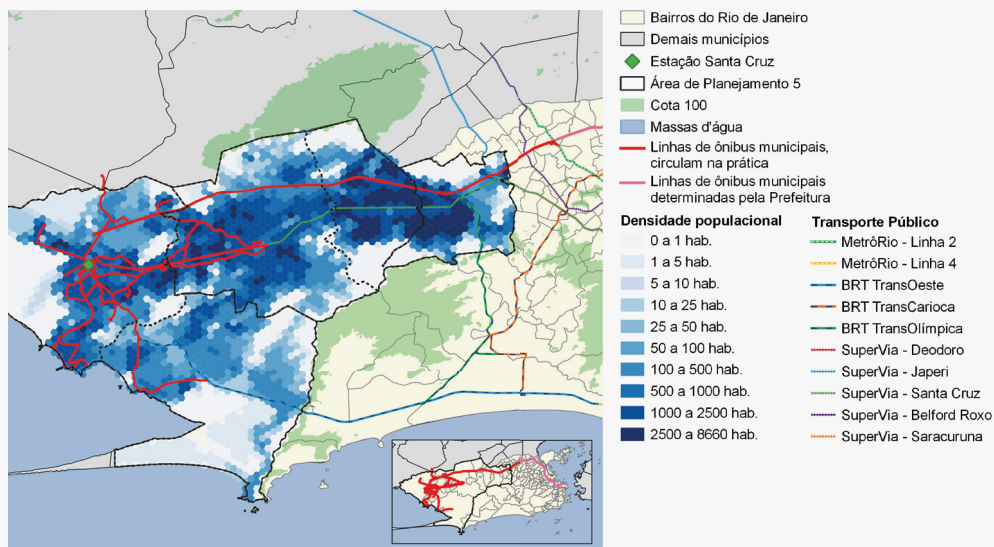 Bairros do Rio de Janeiro
Demais municípios
Estação Santa Cruz
Área de Planejamento 5
Cota 100
Massas d'água
Linhas de ônibus municipais,
circulam na prática
Linhas de ônibus municipais
determinadas pela Prefeitura
Densidade populacional
0 a 1 hab.
1 a 5 hab.
5 a 10 hab.
10 a 25 hab.
25 a 50 hab.
50 a 100 hab.
100 a 500 hab.
500 a 1000 hab.
1000 a 2500 hab.
2500 a 8660 hab.
Transporte Público
MetrôRio - Linha 2
MetrôRio - Linha 4
BRT TransOeste
BRT TransCarioca
BRT TransOlímpica
SuperVia - Deodoro
SuperVia - Japeri
SuperVia - Santa Cruz
SuperVia - Belford Roxo
SuperVia - Saracuruna